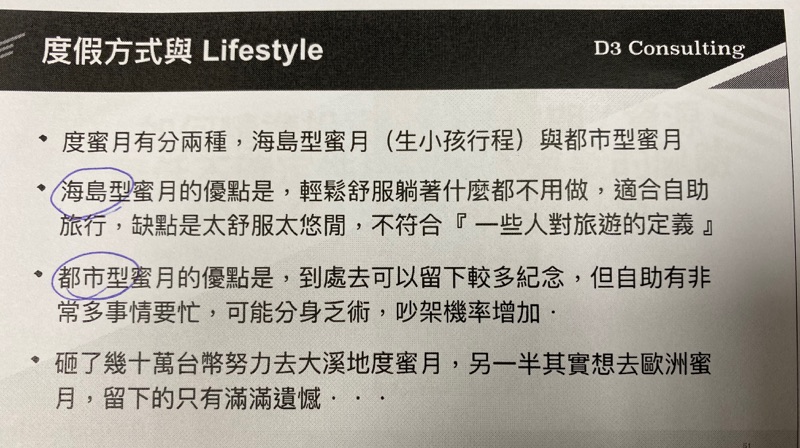 度假方式與 Lifestyle
D3 Consulting
• 度蜜月有分兩種，海島型蜜月（生小孩行程）與都市型蜜月
• 海島型蜜月的優點是，輕鬆舒服躺著什麼都不用做，適合自助
旅行，缺點是太舒服太悠閒，不符合『 一些人對旅遊的定義 』
• 都市型蜜月的優點是，到處去可以留下較多紀念，但自助有非
常多事情要忙，可能分身乏術，吵架機率增加．
• 砸了幾十萬台幣努力去大溪地度蜜月，另一半其實想去歐洲蜜
月，留下的只有滿滿遺憾．．．